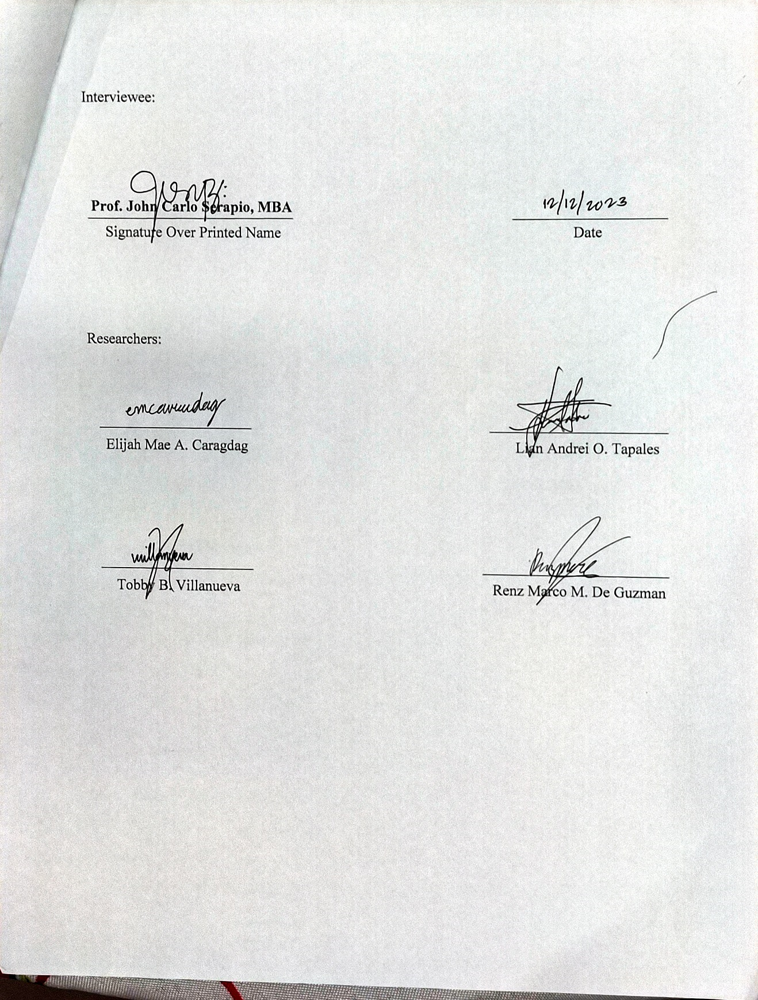 Interviewee:
Prof. John Carlo Serapio, MBA
12/12/2023
Signature Over Printed Name
Date
Researchers:
Elijah Mae A. Caragdag
Lian Andrei O. Tapales
Tobby B. Villanueva
Renz Marco M. De Guzman